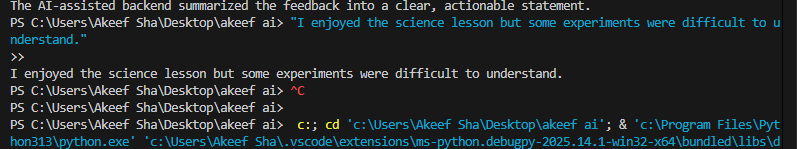 The AI-assisted backend summarized the feedback into a clear, actionable statement.
PS C:\Users\Akeef Sha\Desktop\akeef ai> "I enjoyed the science lesson but some experiments were difficult to u
nderstand."
>>
I enjoyed the science lesson but some experiments were difficult to understand.
PS C:\Users\Akeef Sha\Desktop\akeef ai> ^C
PS C:\Users\Akeef Sha\Desktop\akeef ai>
PS C:\Users\Akeef Sha\Desktop\akeef ai>  c:; cd 'c:\Users\Akeef Sha\Desktop\akeef ai'; & 'c:\Program Files\Pyt
hon313\python.exe' 'c:\Users\Akeef Sha\.vscode\extensions\ms-python.debugpy-2025.14.1-win32-x64\bundled\libs\d